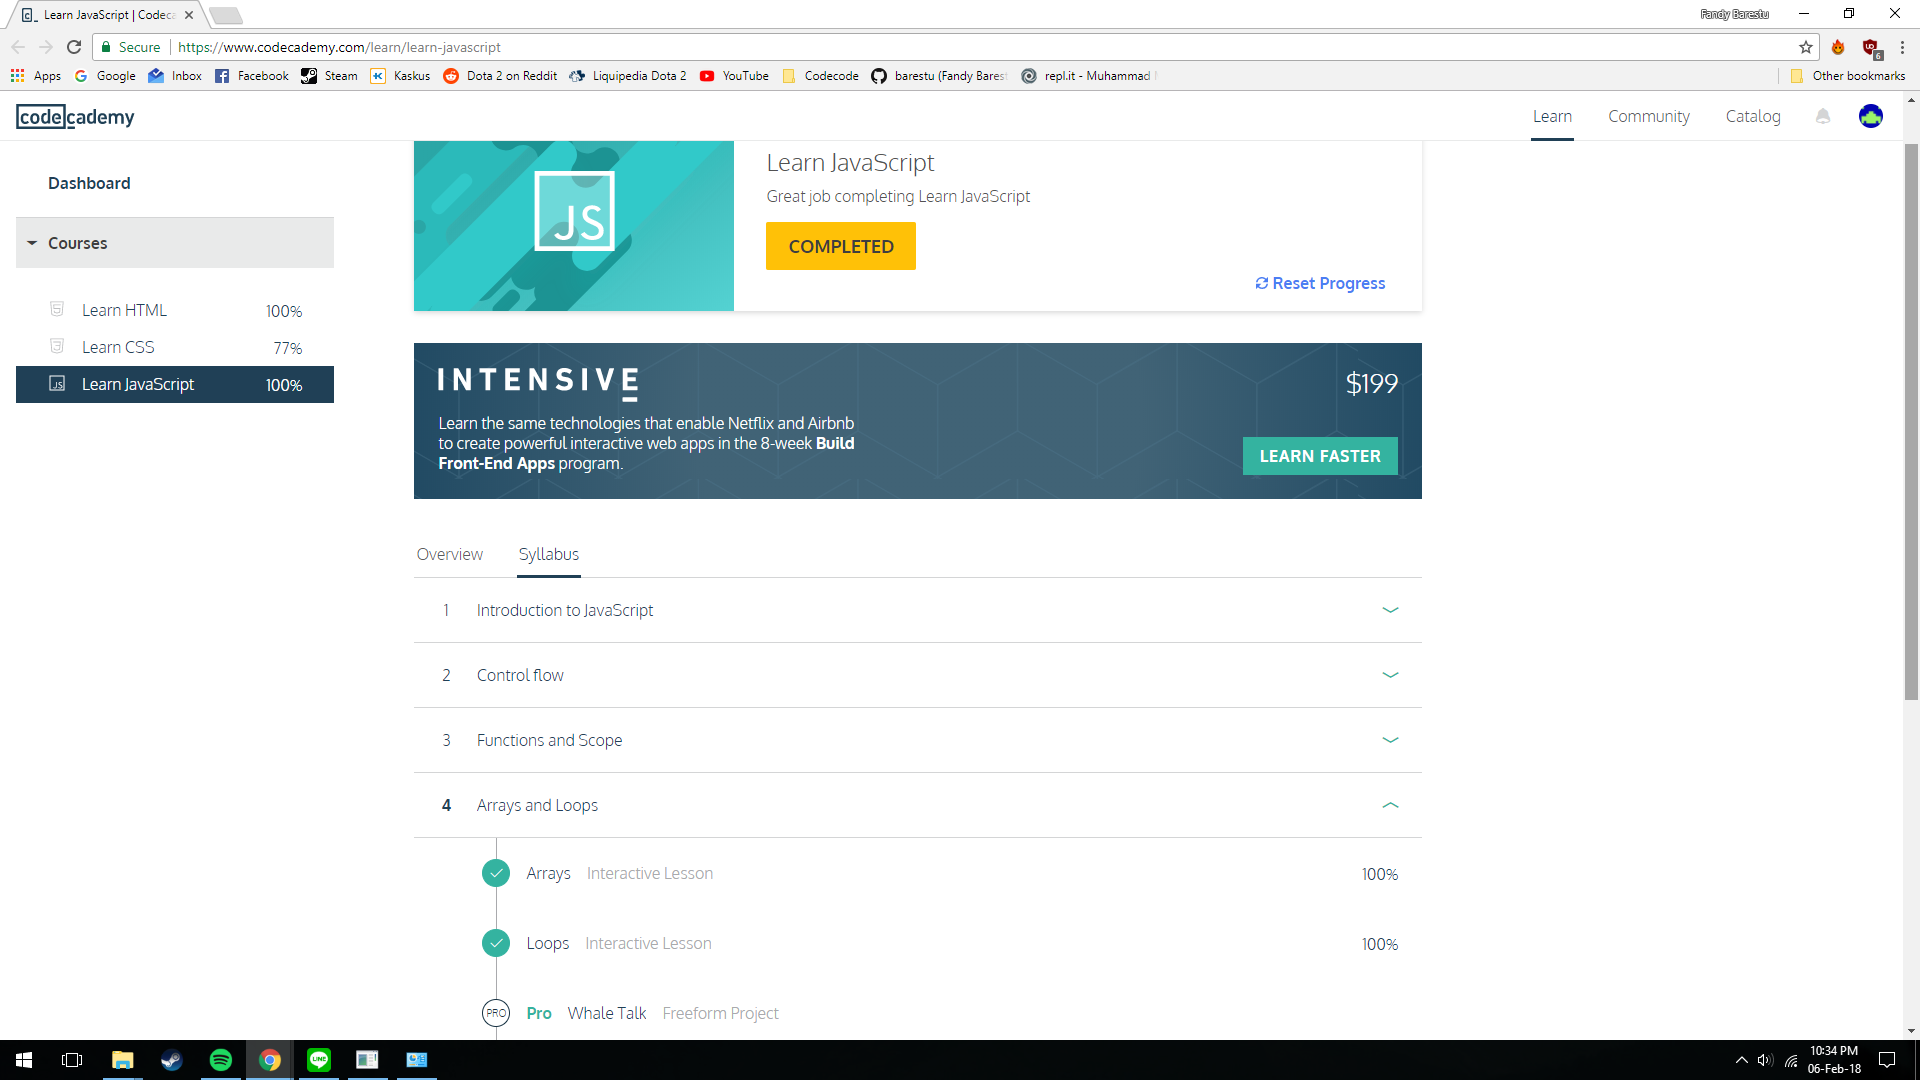 Learn JavaScript | Codeca
Fandy Barestu
Secure
https://www.codecademy.com/learn/learn-javascript
6
Apps
Google
Inbox
Facebook
Steam
Kaskus
Dota 2 on Reddit
Liquipedia Dota 2
YouTube
Codecode
barestu (Fandy Barest
repl.it - Muhammad
Other bookmarks
codecademy
Learn
Community
Catalog
Dashboard
Courses
Learn HTML 100%
Learn CSS 77%
JS Learn JavaScript 100%
JS
Learn JavaScript
Great job completing Learn JavaScript
COMPLETED
Reset Progress
INTENSIVE
$199
Learn the same technologies that enable Netflix and Airbnb
to create powerful interactive web apps in the 8-week Build
Front-End Apps program.
LEARN FASTER
Overview
Syllabus
1 Introduction to JavaScript
2 Control flow
3 Functions and Scope
4 Arrays and Loops
Arrays Interactive Lesson 100%
Loops Interactive Lesson 100%
PRO Pro Whale Talk Freeform Project
LINE
10:34 PM
06-Feb-18